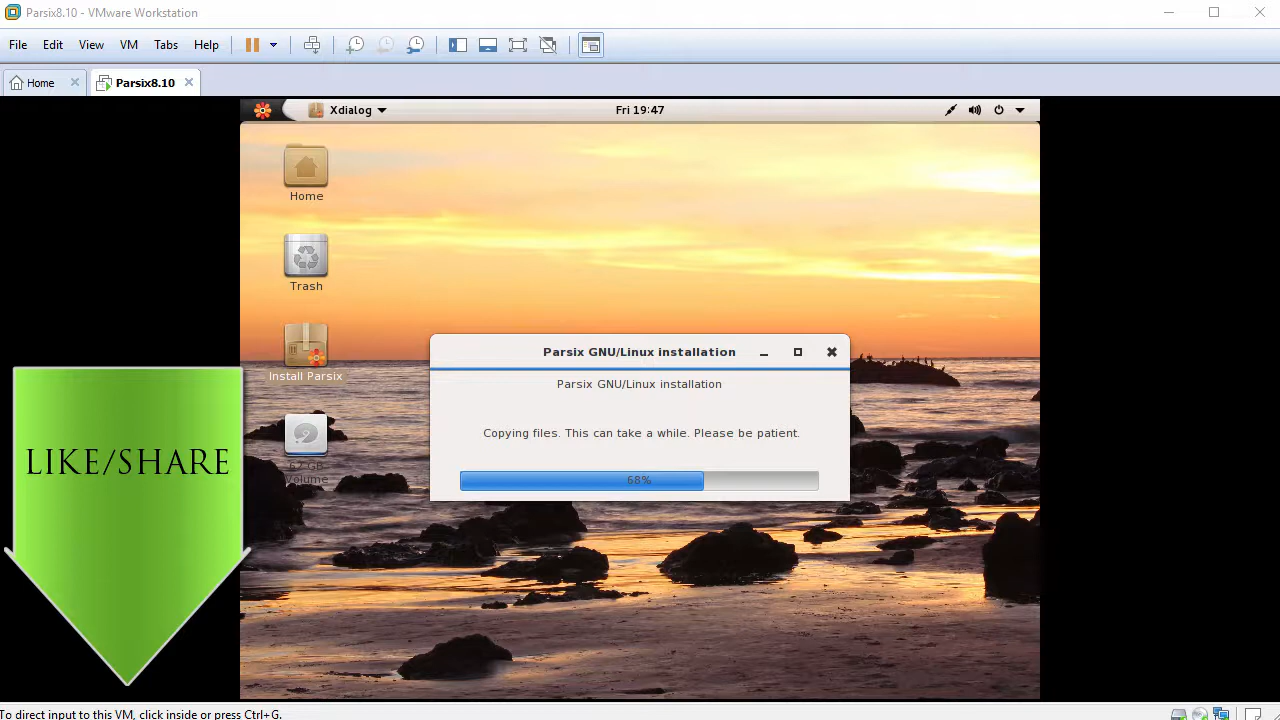 Parsix8.10 - VMware Workstation
File Edit View VM Tabs Help
Home Parsix8.10
Xdialog Fri 19:47
Home
Trash
Install Parsix
Volume
Parsix GNU/Linux installation
Parsix GNU/Linux installation
Copying files. This can take a while. Please be patient.
68%
LIKE/SHARE
To direct input to this VM, click inside or press Ctrl+G.